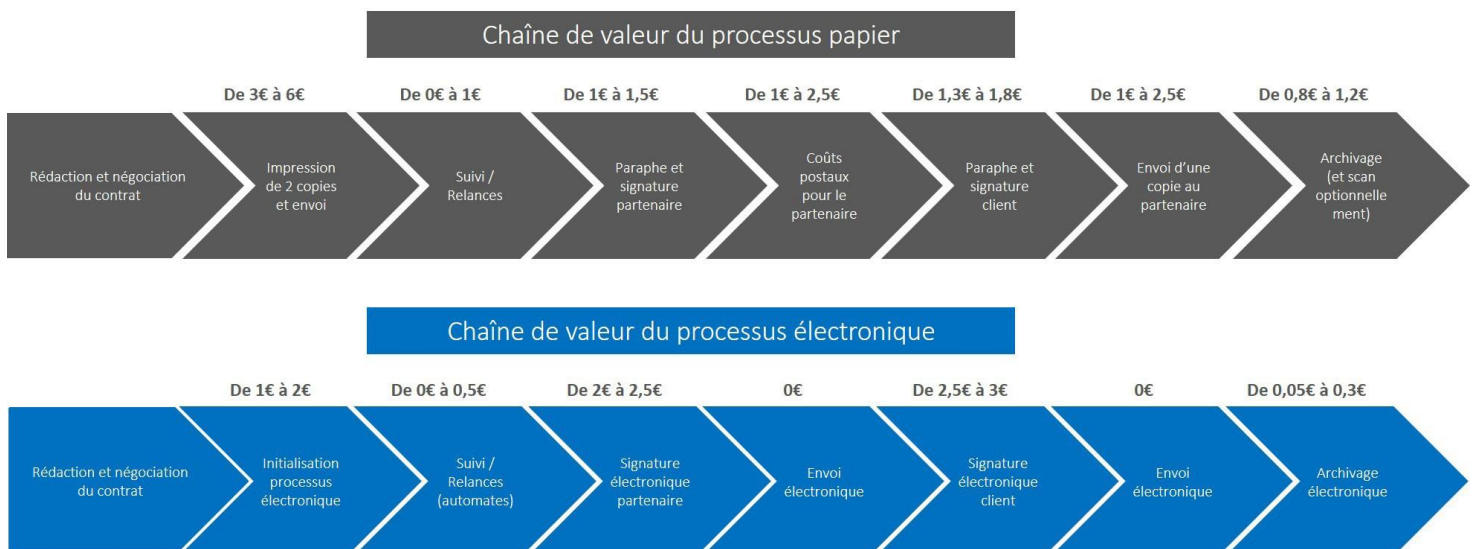 Chaîne de valeur du processus papier
De 3€ à 6€
De 0€ à 1€
De 1€ à 1,5€
De 1€ à 2,5€
De 1,3€ à 1,8€
De 1€ à 2,5€
De 0,8€ à 1,2€
Rédaction et négociation
du contrat
Impression
de 2 copies
et envoi
Suivi /
Relances
Paraphe et
signature
partenaire
Coûts
postaux
pour le
partenaire
Paraphe et
signature
client
Envoi d’une
copie au
partenaire
Archivage
(et scan
optionnelle
ment)
Chaîne de valeur du processus électronique
De 1€ à 2€
De 0€ à 0,5€
De 2€ à 2,5€
0€
De 2,5€ à 3€
0€
De 0,05€ à 0,3€
Rédaction et négociation
du contrat
Initialisation
processus
électronique
Suivi /
Relances
(automates)
Signature
électronique
partenaire
Envoi
électronique
Signature
électronique
client
Envoi
électronique
Archivage
électronique